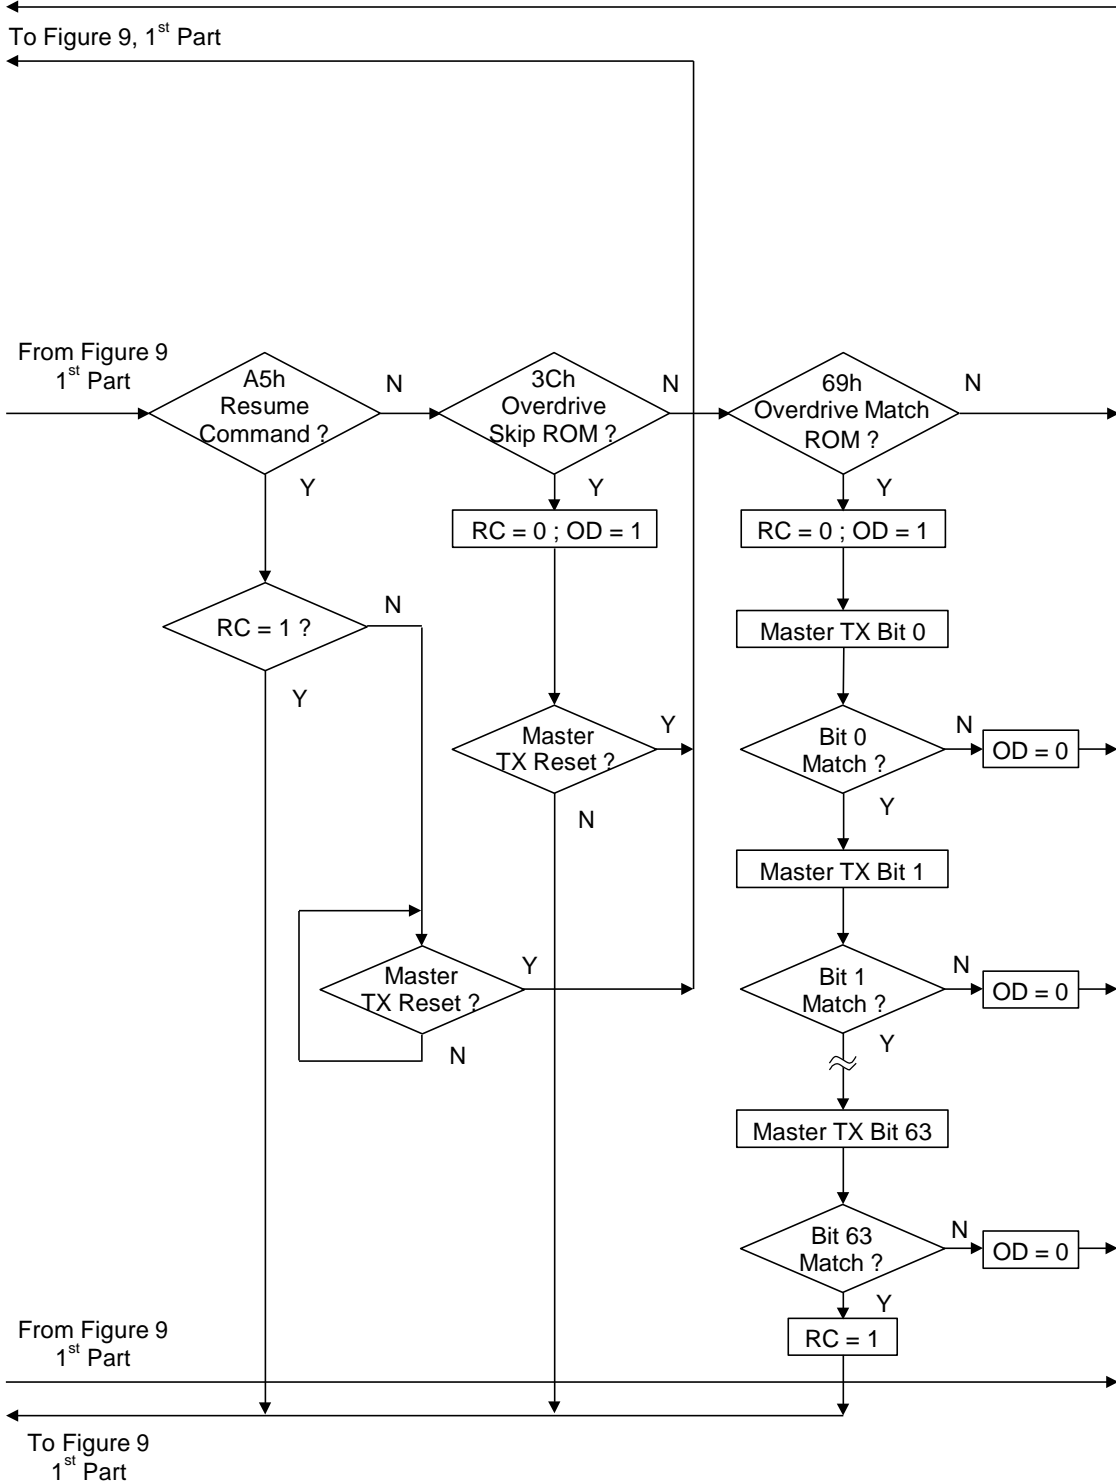 To Figure 9, 1st Part
From Figure 9
1st Part
A5h
Resume
Command ?
N
Y
3Ch
Overdrive
Skip ROM ?
N
Y
69h
Overdrive Match
ROM ?
N
Y
RC = 0 ; OD = 1
RC = 0 ; OD = 1
RC = 1 ?
N
Y
Master TX Bit 0
Master
TX Reset ?
Y
N
Bit 0
Match ?
N
OD = 0
Y
Master TX Bit 1
Master
TX Reset ?
Y
N
Bit 1
Match ?
N
OD = 0
Y
Master TX Bit 63
Bit 63
Match ?
N
OD = 0
Y
RC = 1
From Figure 9
1st Part
To Figure 9
1st Part